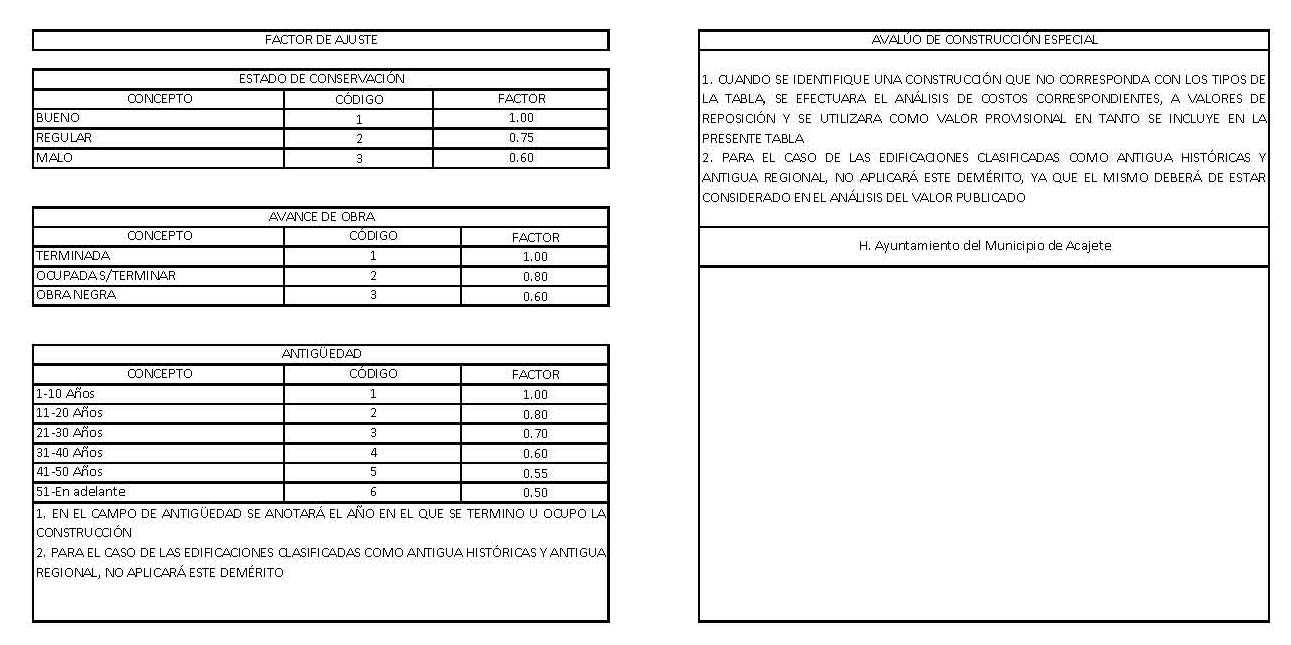 FACTOR DE AJUSTE
ESTADO DE CONSERVACIÓN
CONCEPTO CÓDIGO FACTOR
BUENO 1 1.00
REGULAR 2 0.75
MALO 3 0.60
AVANCE DE OBRA
CONCEPTO CÓDIGO FACTOR
TERMINADA 1 1.00
OCUPADA S/TERMINAR 2 0.80
OBRA NEGRA 3 0.60
ANTIGÜEDAD
CONCEPTO CÓDIGO FACTOR
1-10 Años 1 1.00
11-20 Años 2 0.80
21-30 Años 3 0.70
31-40 Años 4 0.60
41-50 Años 5 0.55
51-En adelante 6 0.50
1. EN EL CAMPO DE ANTIGÜEDAD SE ANOTARÁ EL AÑO EN EL QUE SE TERMINO U OCUPO LA
CONSTRUCCIÓN
2. PARA EL CASO DE LAS EDIFICACIONES CLASIFICADAS COMO ANTIGUA HISTÓRICAS Y ANTIGUA
REGIONAL, NO APLICARÁ ESTE DEMÉRITO
AVALÚO DE CONSTRUCCIÓN ESPECIAL
1. CUANDO SE IDENTIFIQUE UNA CONSTRUCCIÓN QUE NO CORRESPONDA CON LOS TIPOS DE
LA TABLA, SE EFECTUARA EL ANÁLISIS DE COSTOS CORRESPONDIENTES, A VALORES DE
REPOSICIÓN Y SE UTILIZARA COMO VALOR PROVISIONAL EN TANTO SE INCLUYE EN LA
PRESENTE TABLA
2. PARA EL CASO DE LAS EDIFICACIONES CLASIFICADAS COMO ANTIGUA HISTÓRICAS Y
ANTIGUA REGIONAL, NO APLICARÁ ESTE DEMÉRITO, YA QUE EL MISMO DEBERÁ DE ESTAR
CONSIDERADO EN EL ANÁLISIS DEL VALOR PUBLICADO
H. Ayuntamiento del Municipio de Acajete